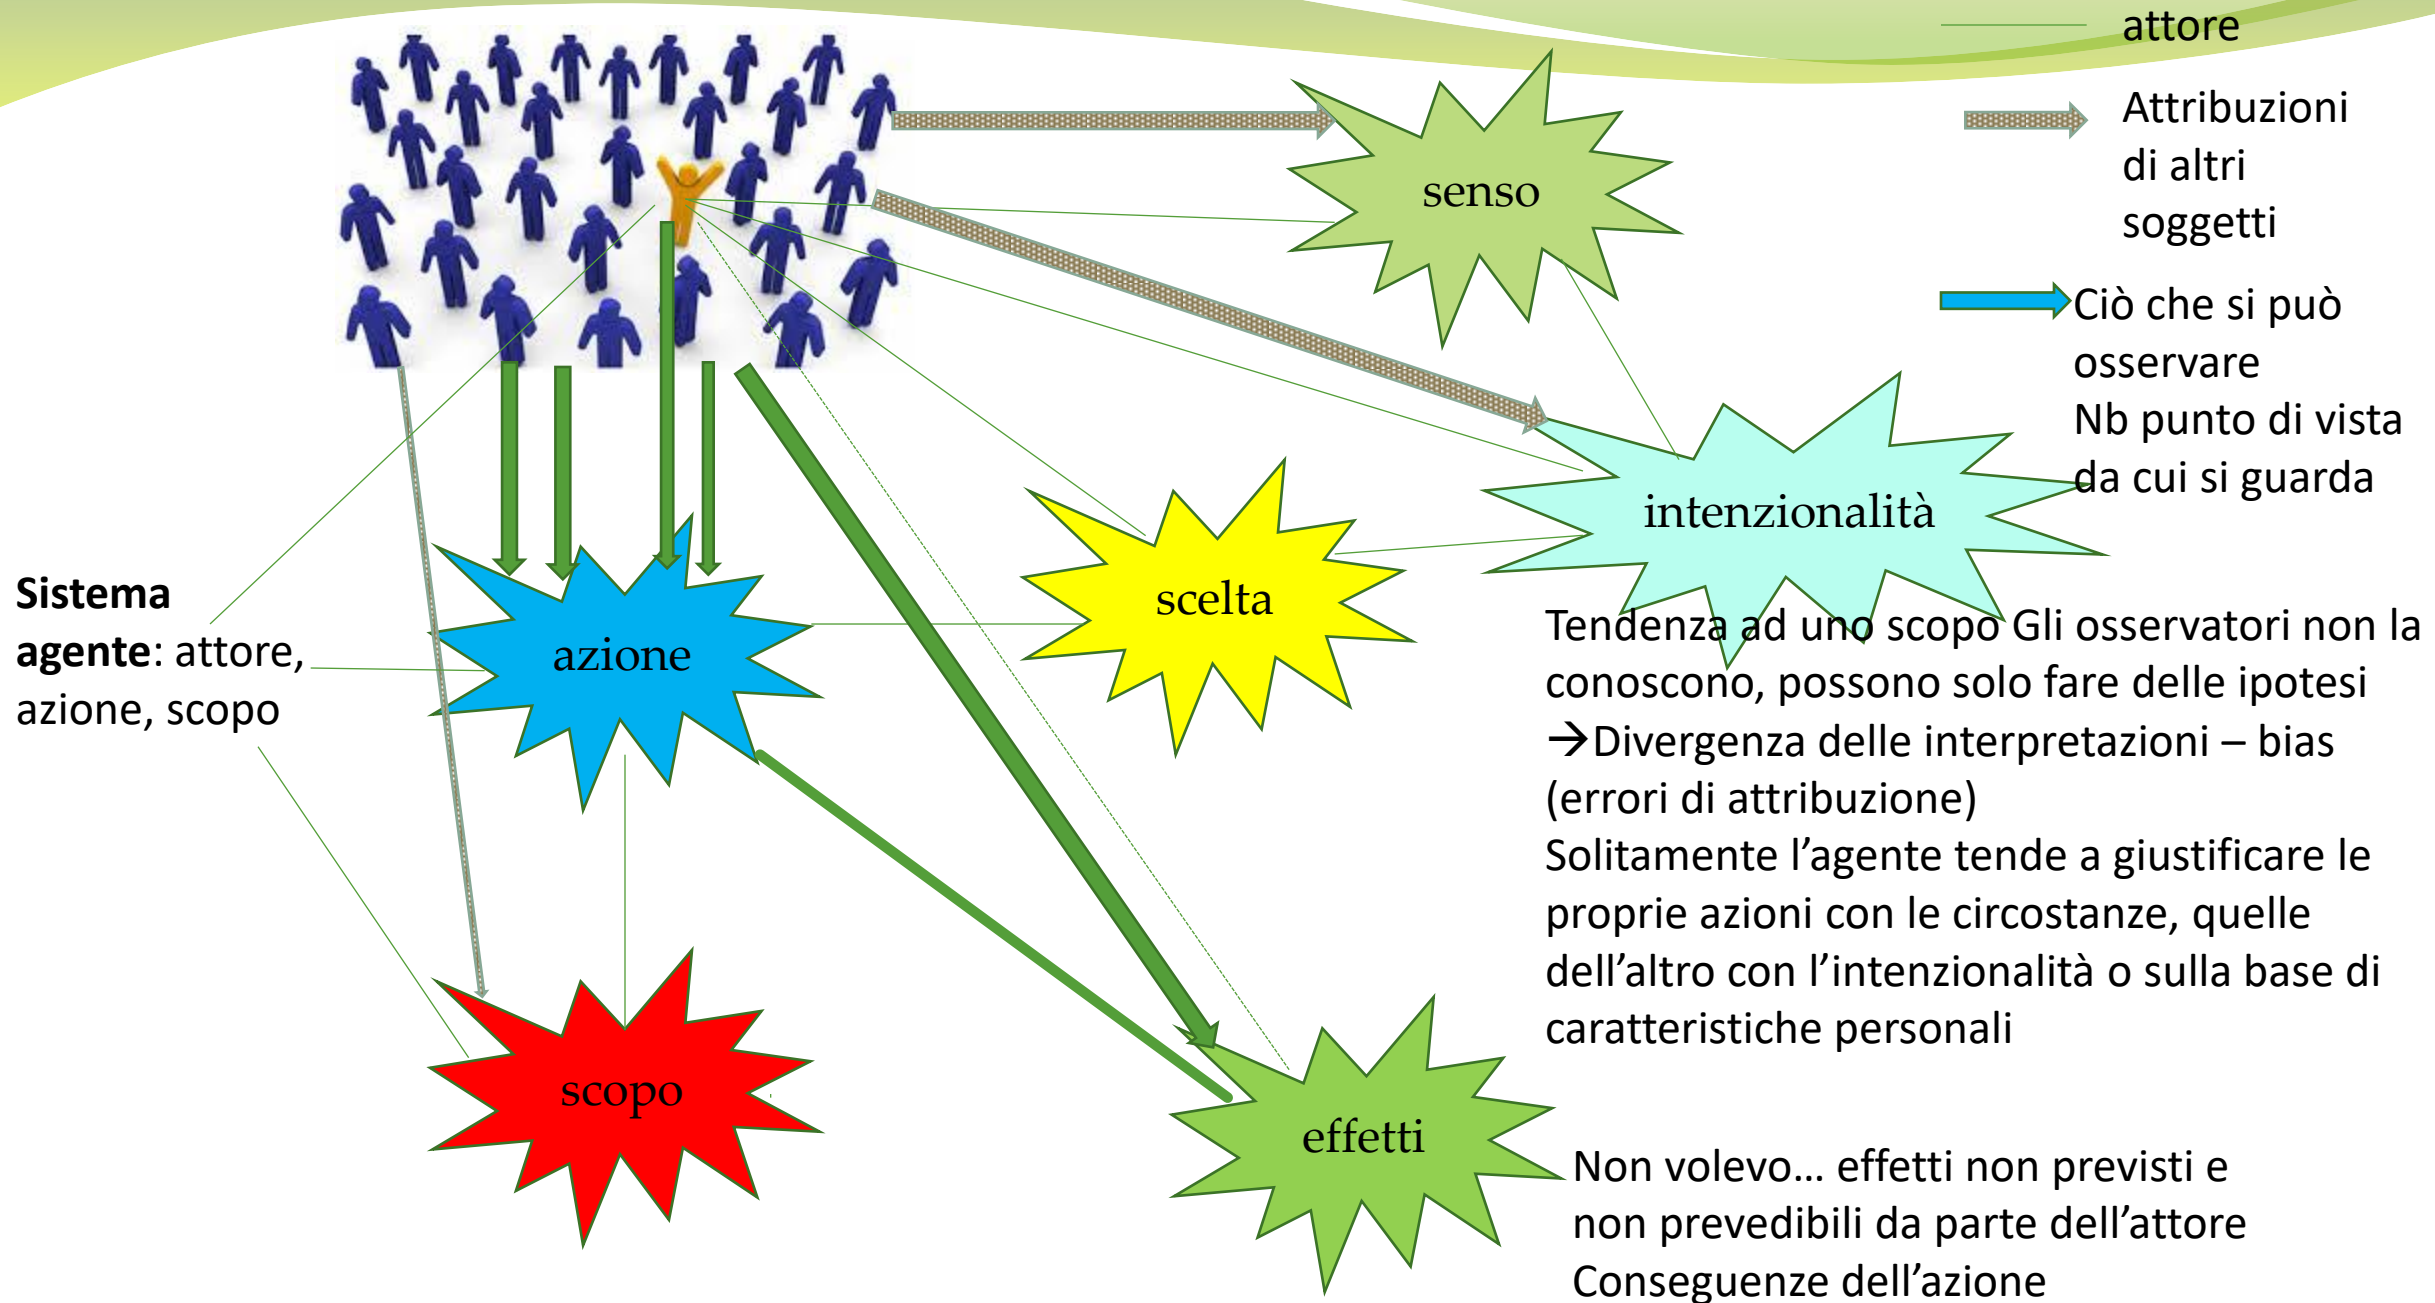 attore
Attribuzioni
di altri
soggetti
senso
Ciò che si può
osservare
Nb punto di vista
da cui si guarda
intenzionalità
scelta
Sistema
agente: attore,
azione, scopo
azione
Tendenza ad uno scopo Gli osservatori non la
conoscono, possono solo fare delle ipotesi
→Divergenza delle interpretazioni – bias
(errori di attribuzione)
Solitamente l’agente tende a giustificare le
proprie azioni con le circostanze, quelle
dell’altro con l’intenzionalità o sulla base di
caratteristiche personali
scopo
effetti
Non volevo… effetti non previsti e
non prevedibili da parte dell’attore
Conseguenze dell’azione